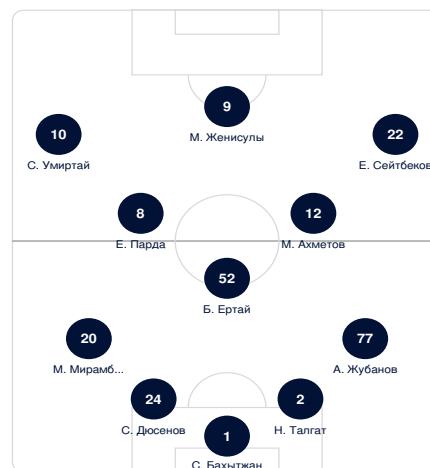 9
М. Женисулы
10
С. Умиртай
22
Е. Сейтбеков
8
Е. Парда
12
М. Ахметов
52
Б. Ертай
20
М. Мирамб...
77
А. Жубанов
24
С. Дюсенов
2
Н. Талгат
1
С. Бахытжан